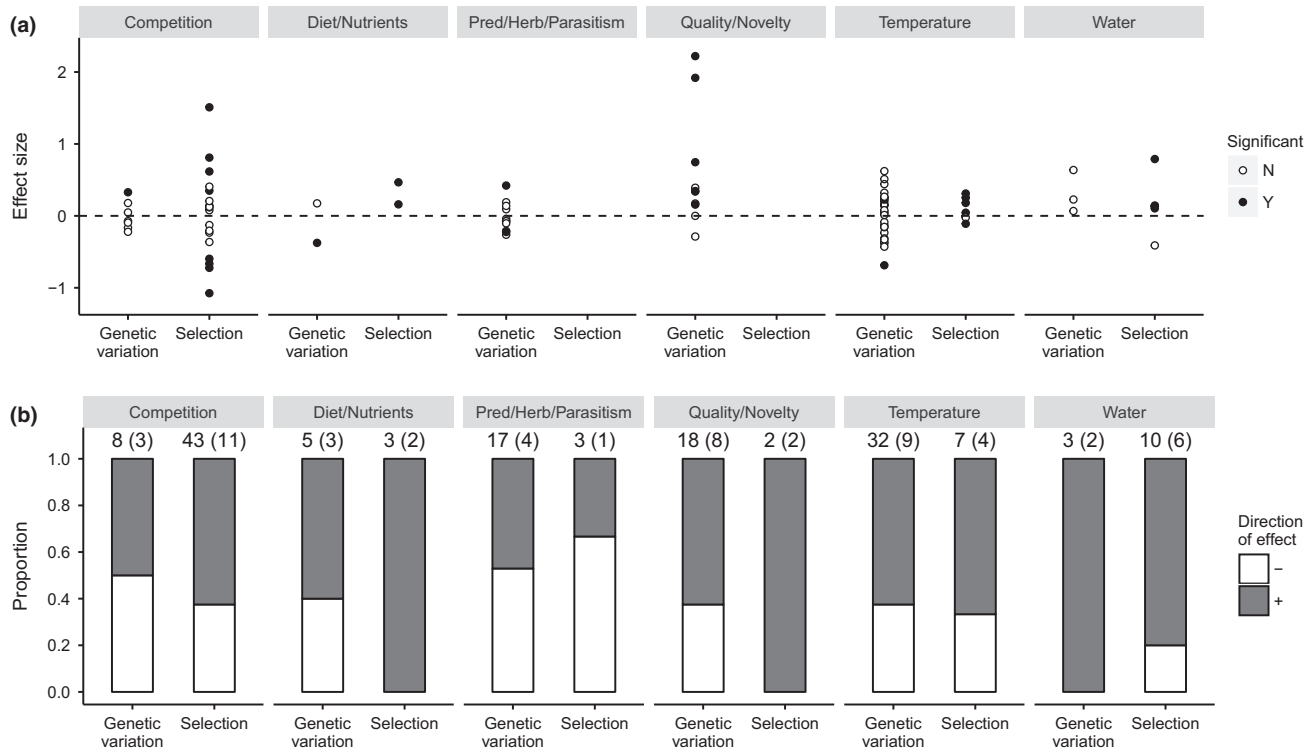 (a)
Competition Diet/Nutrients Pred/Herb/Parasitism Quality/Novelty Temperature Water
Effect size
2
1
0
−1
Genetic variation Selection Genetic variation Selection Genetic variation Selection Genetic variation Selection Genetic variation Selection Genetic variation Selection
Significant
N
Y
(b)
Competition Diet/Nutrients Pred/Herb/Parasitism Quality/Novelty Temperature Water
8 (3) 43 (11) 5 (3) 3 (2) 17 (4) 3 (1) 18 (8) 2 (2) 32 (9) 7 (4) 3 (2) 10 (6)
Proportion
1.0
0.8
0.6
0.4
0.2
0.0
Genetic variation Selection Genetic variation Selection Genetic variation Selection Genetic variation Selection Genetic variation Selection Genetic variation Selection
Direction
of effect
−
+